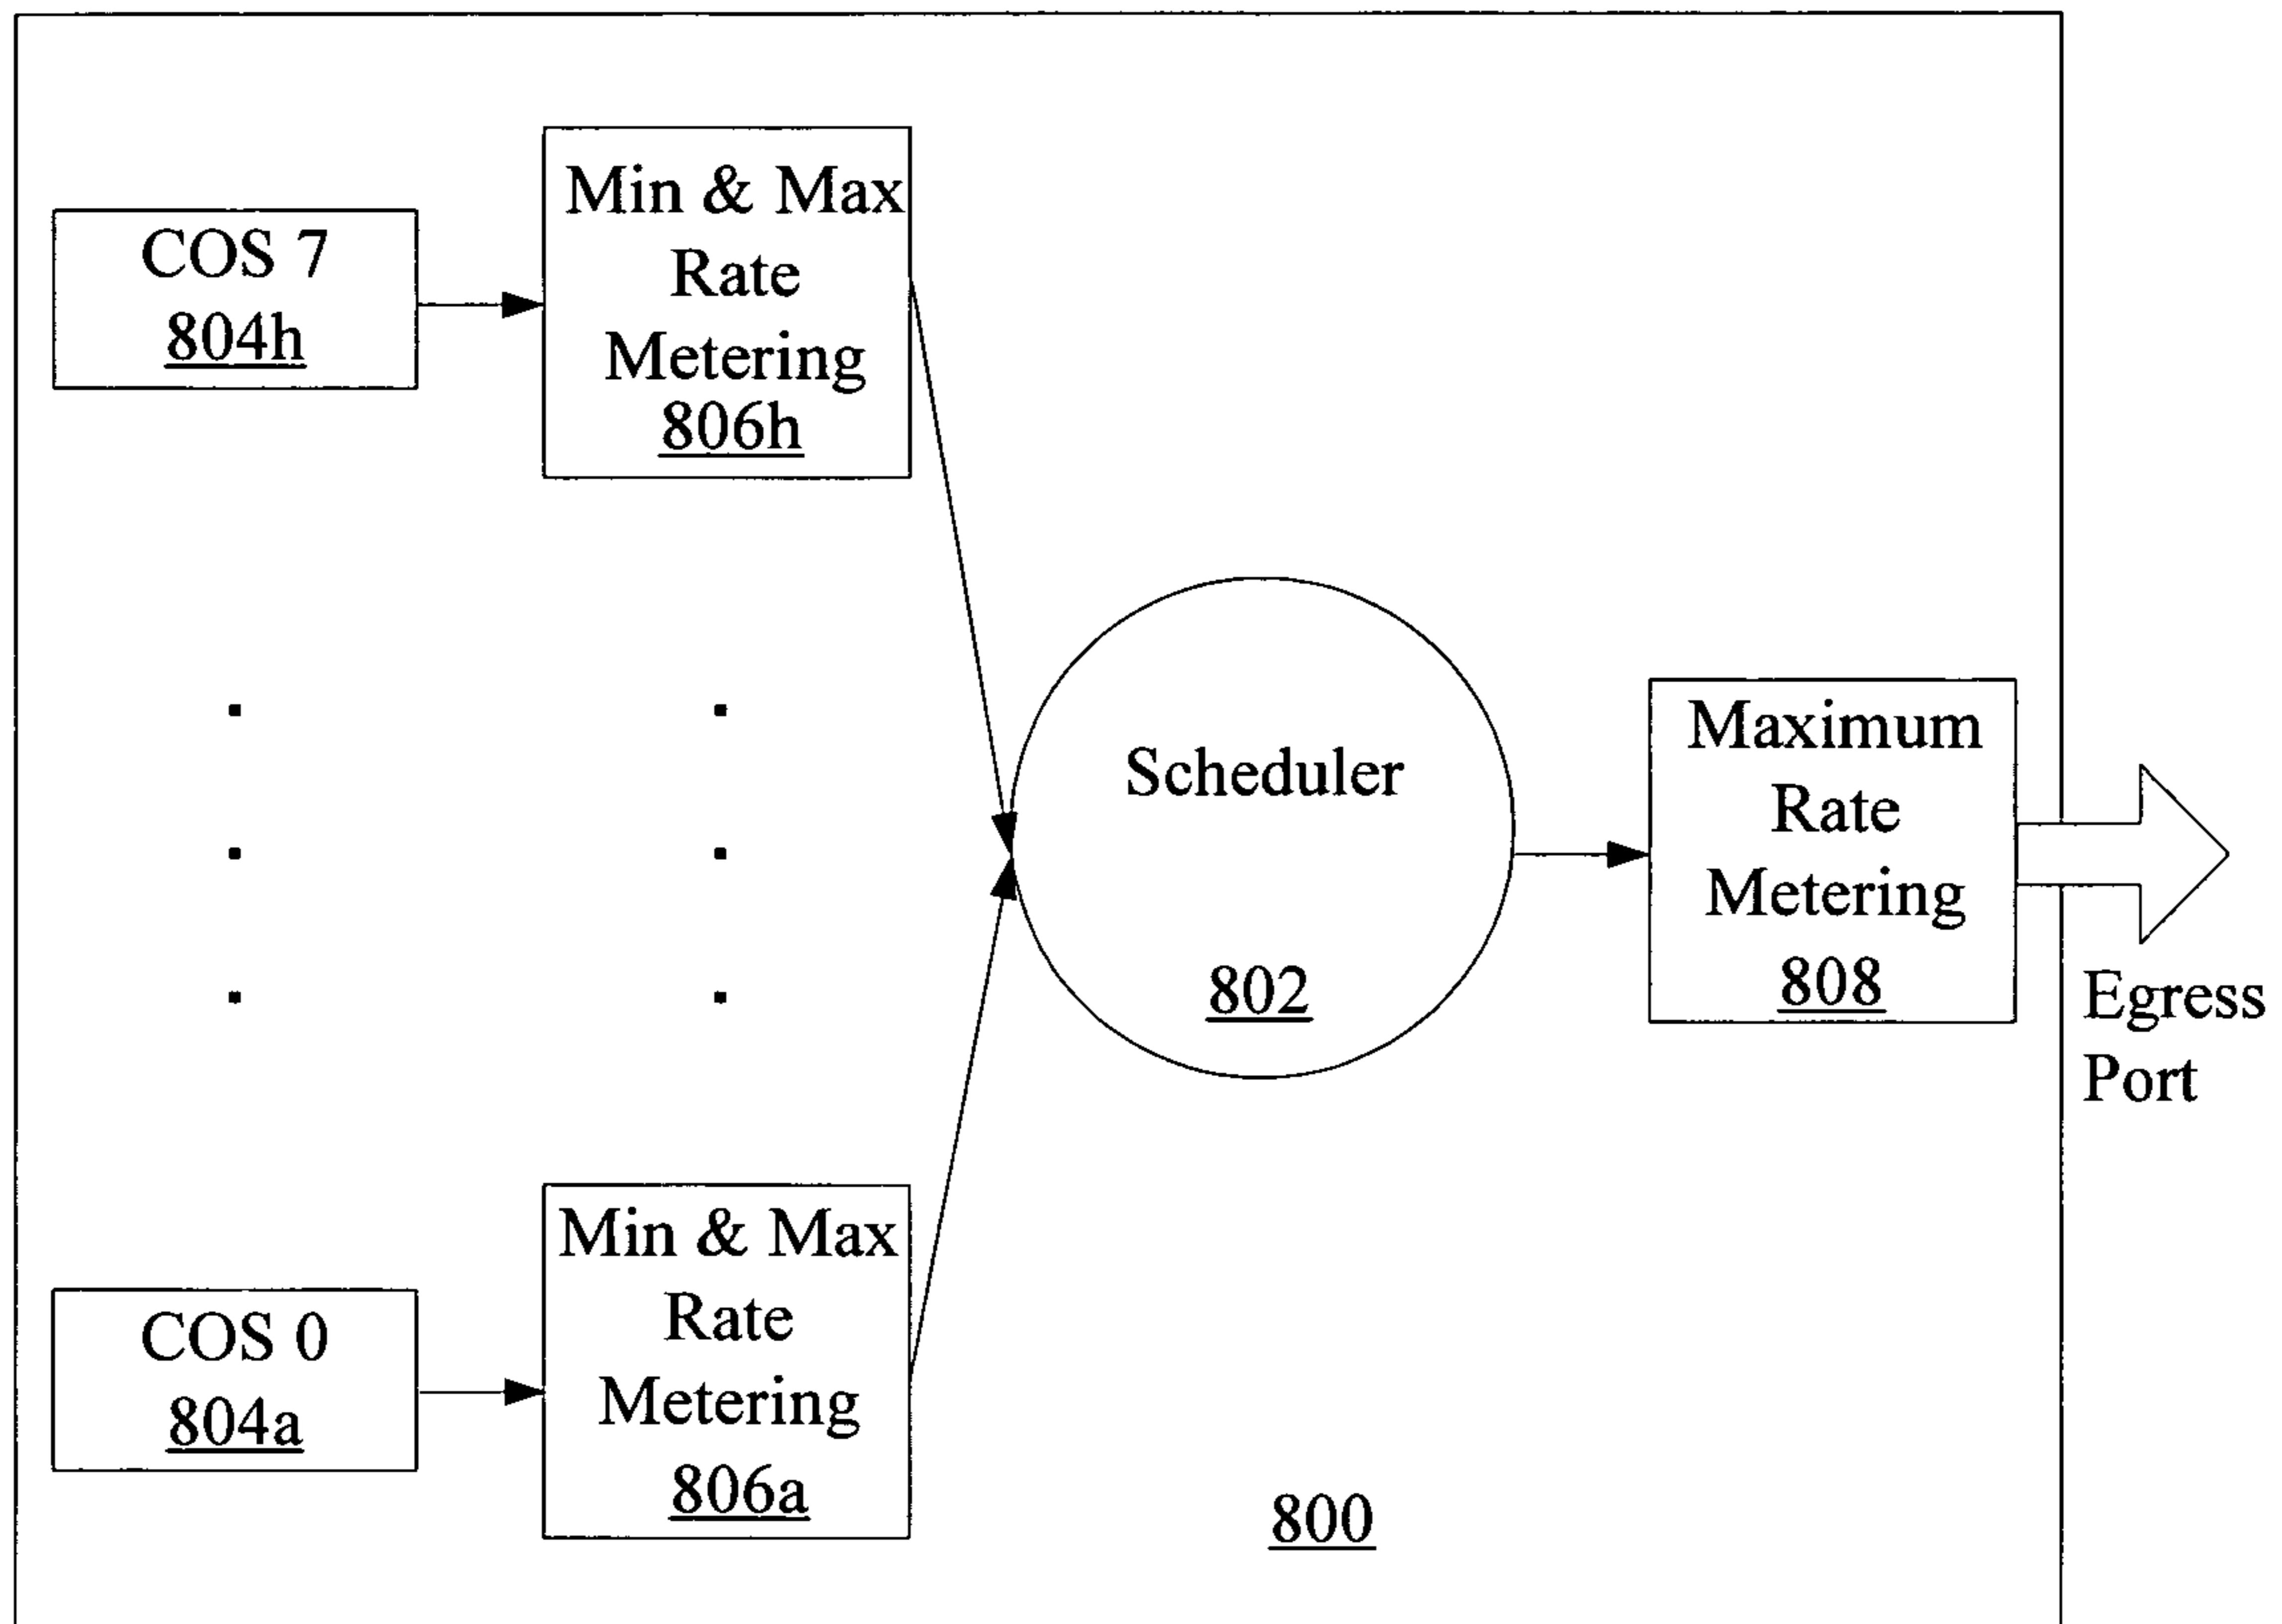 COS 7
804h
Min & Max
Rate
Metering
806h
Scheduler
802
Maximum
Rate
Metering
808
Egress
Port
COS 0
804a
Min & Max
Rate
Metering
806a
800